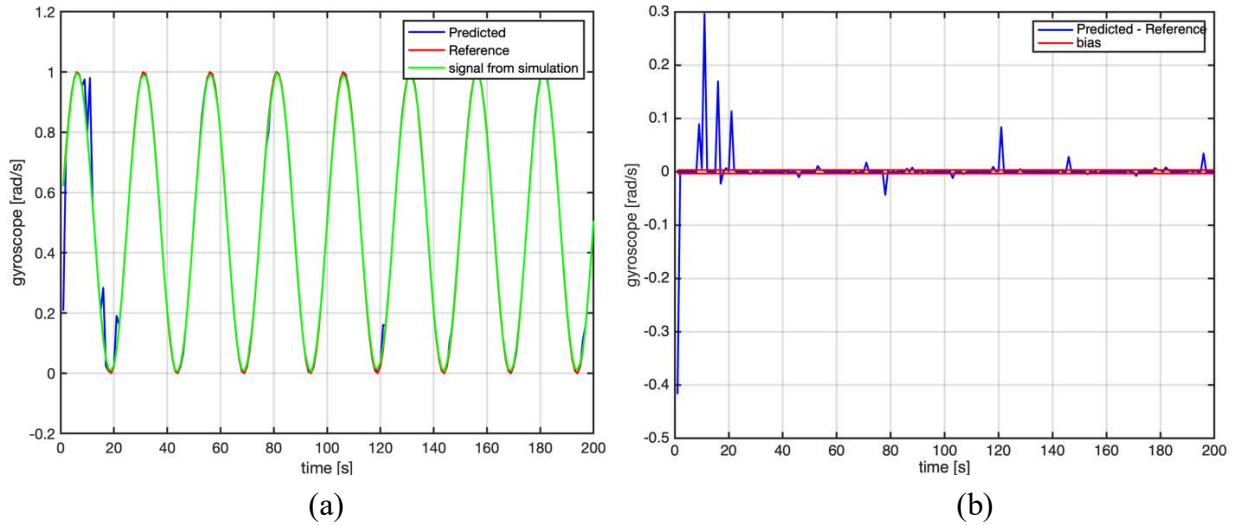 1.2
1
0.8
0.6
0.4
0.2
0
-0.2
gyroscope [rad/s]
Predicted
Reference
signal from simulation
0 20 40 60 80 100 120 140 160 180 200
time [s]
(a)
0.3
0.2
0.1
0
-0.1
-0.2
-0.3
-0.4
-0.5
gyroscope [rad/s]
Predicted - Reference
bias
0 20 40 60 80 100 120 140 160 180 200
time [s]
(b)